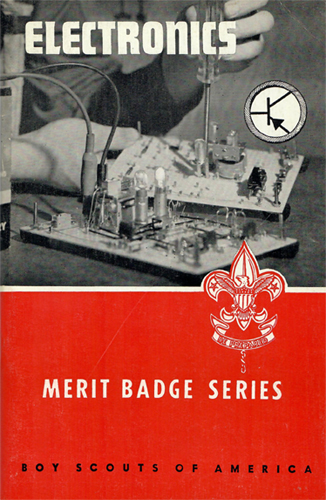 ELECTRONICS
BE PREPARED
MERIT BADGE SERIES
BOY SCOUTS OF AMERICA